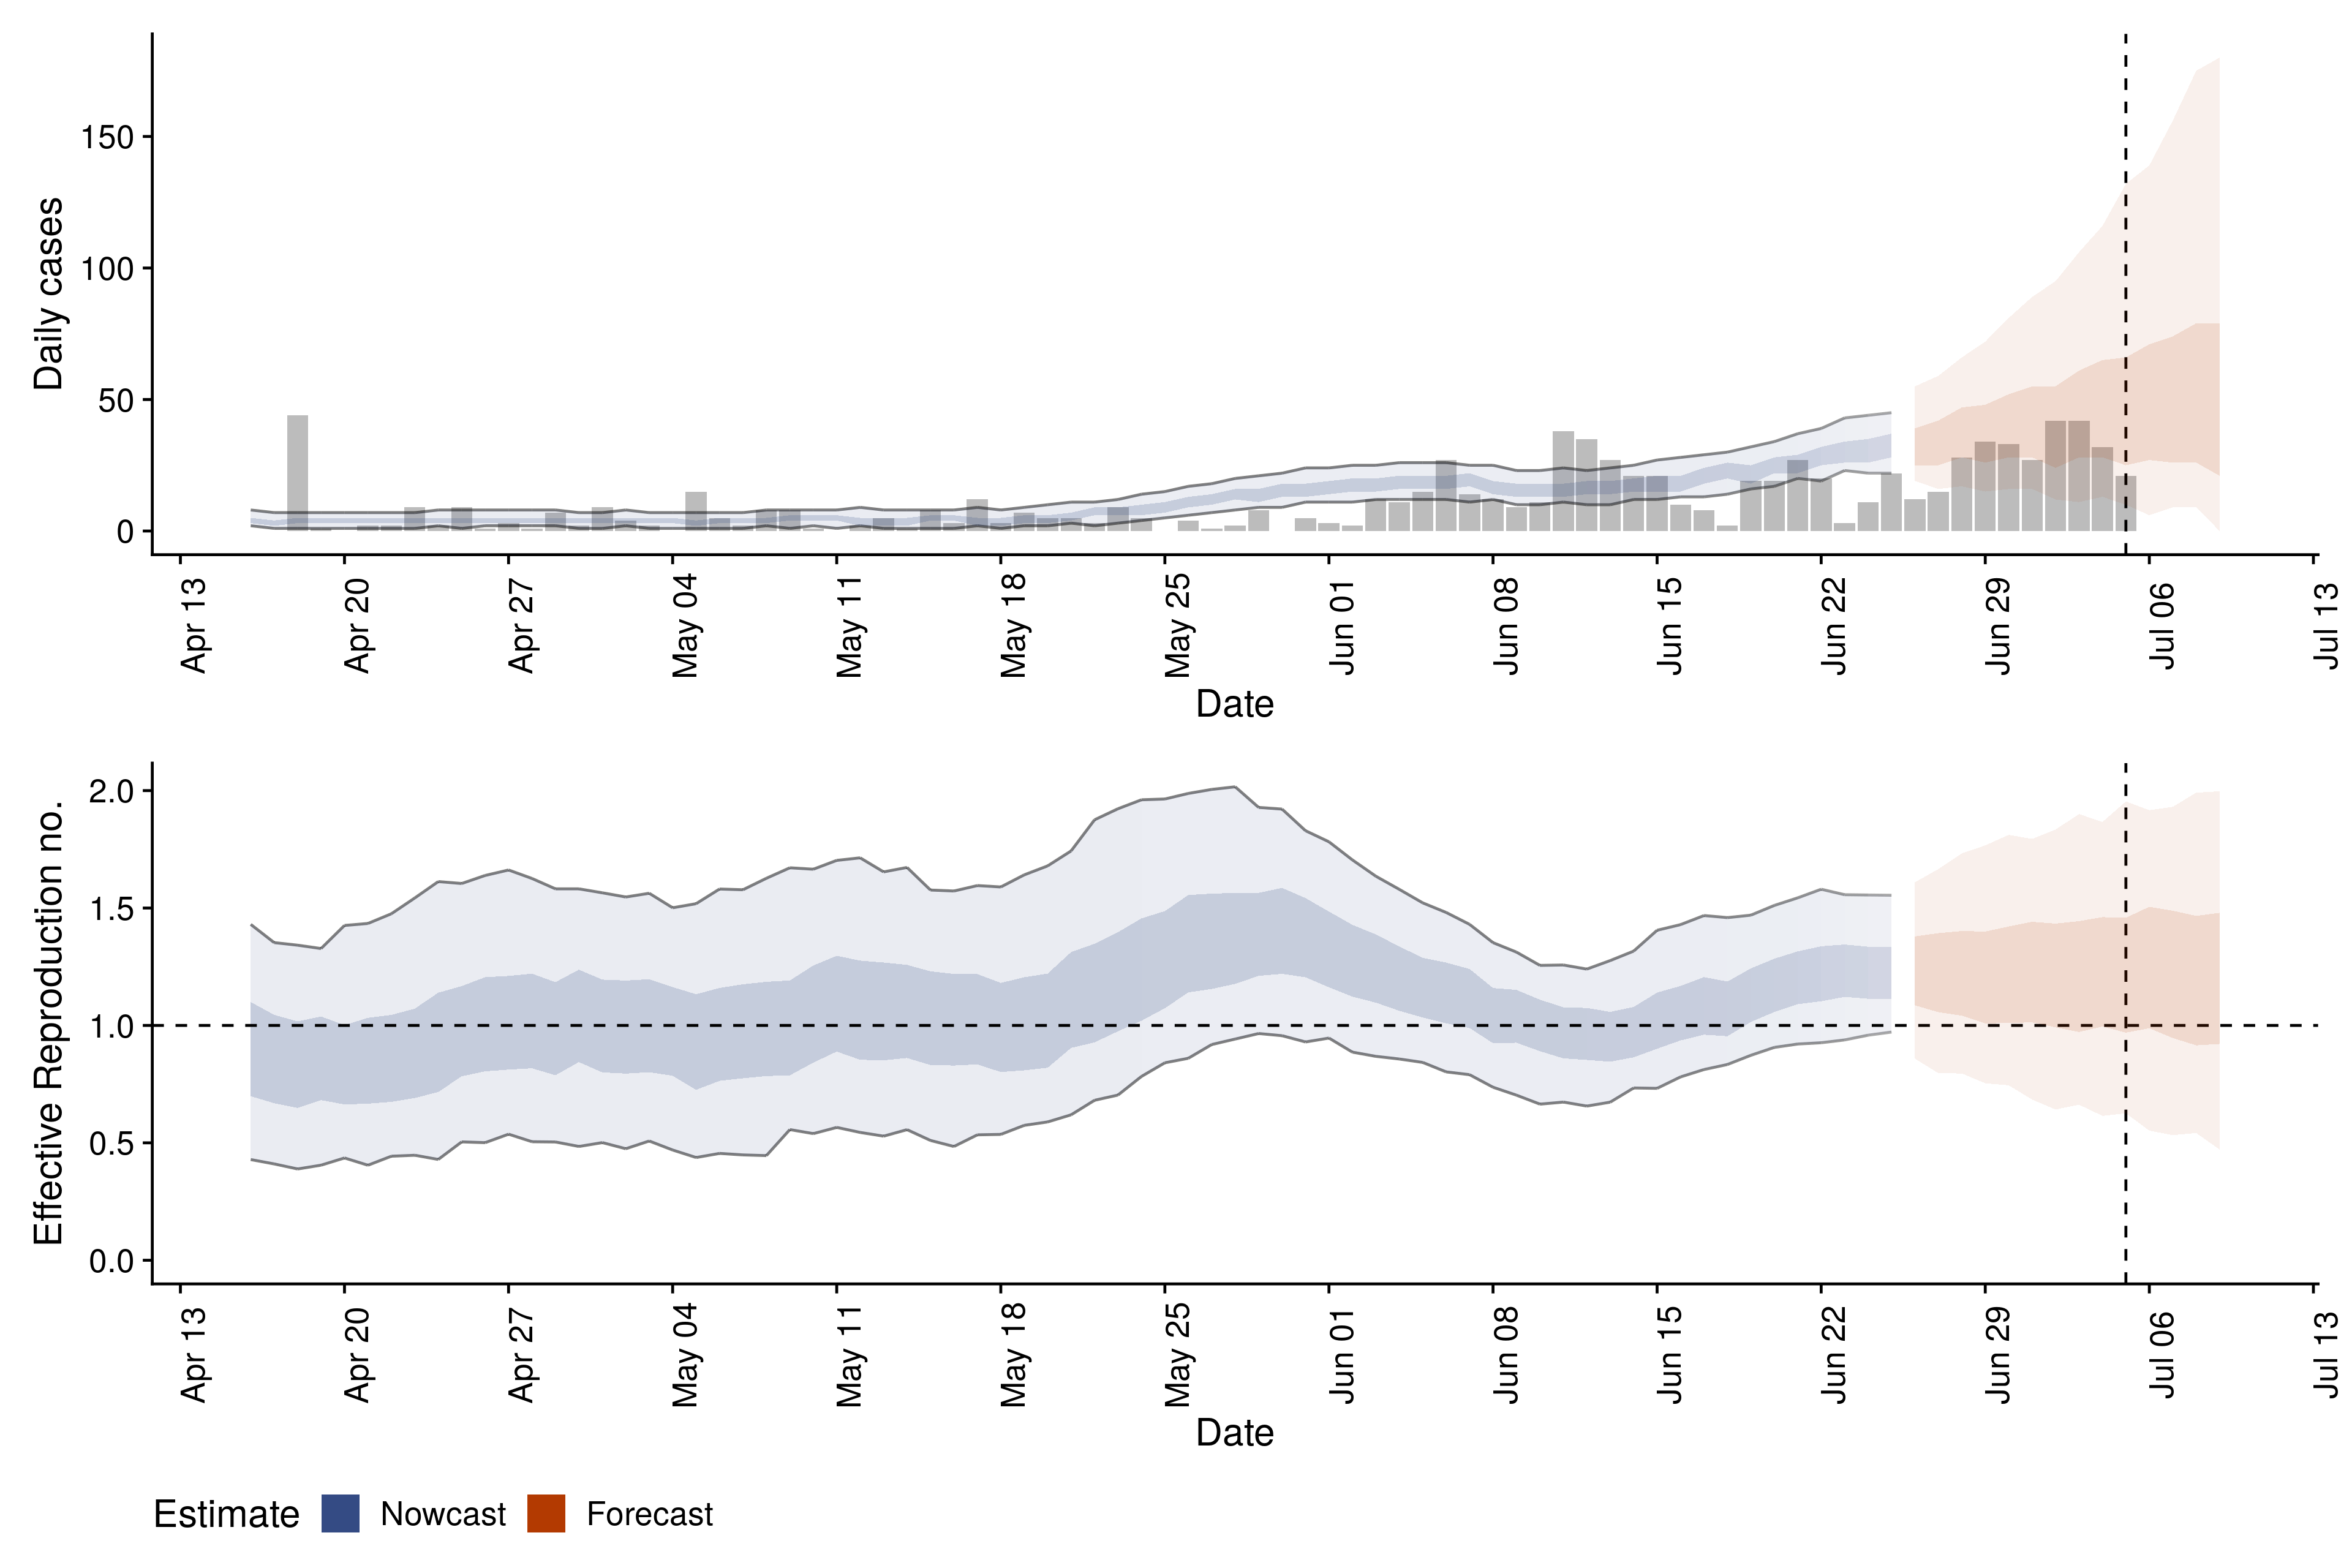 Daily cases
150
100
50
0
Apr 13
Apr 20
Apr 27
May 04
May 11
May 18
May 25
Jun 01
Jun 08
Jun 15
Jun 22
Jun 29
Jul 06
Jul 13
Date
Effective Reproduction no.
2.0
1.5
1.0
0.5
0.0
Apr 13
Apr 20
Apr 27
May 04
May 11
May 18
May 25
Jun 01
Jun 08
Jun 15
Jun 22
Jun 29
Jul 06
Jul 13
Date
Estimate Nowcast Forecast